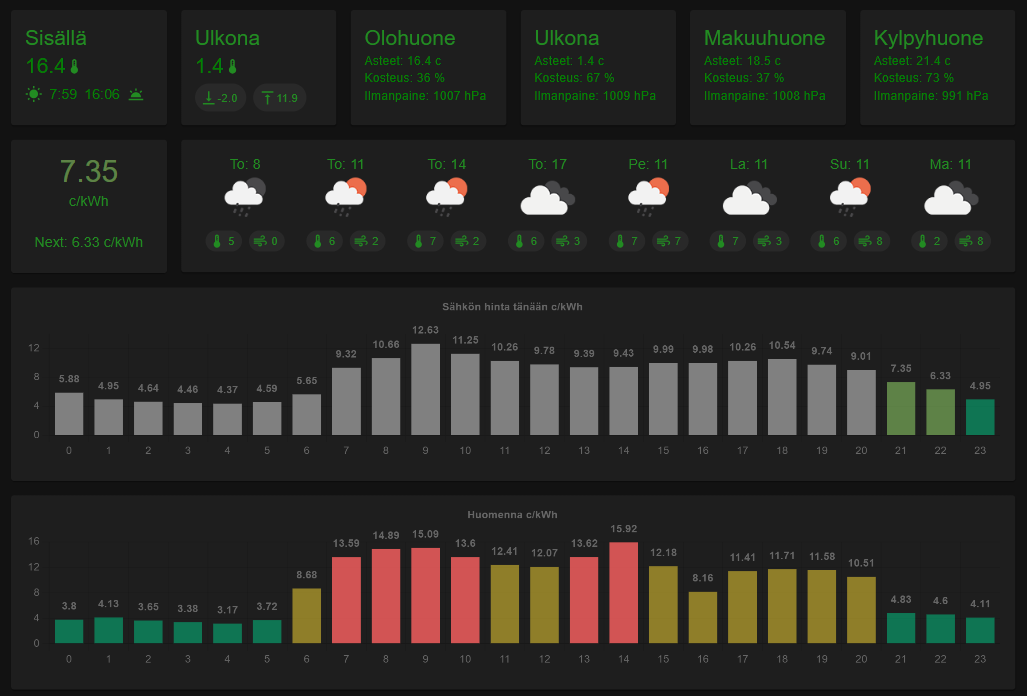 Sisällä
16.4
7:59 16:06
Ulkona
1.4
-2.0 11.9
Olohuone
Asteet: 16.4 c
Kosteus: 36 %
Ilmanpaine: 1007 hPa
Ulkona
Asteet: 1.4 c
Kosteus: 67 %
Ilmanpaine: 1009 hPa
Makuuhuone
Asteet: 18.5 c
Kosteus: 37 %
Ilmanpaine: 1008 hPa
Kylpyhuone
Asteet: 21.4 c
Kosteus: 73 %
Ilmanpaine: 991 hPa
7.35
c/kWh
Next: 6.33 c/kWh
To: 8 To: 11 To: 14 To: 17 Pe: 11 La: 11 Su: 11 Ma: 11
5 0 6 2 7 2 6 3 7 7 7 3 6 8 2 8
Sähkön hinta tänään c/kWh
12
8
4
0
5.88 4.95 4.64 4.46 4.37 4.59 5.65 9.32 10.66 12.63 11.25 10.26 9.78 9.39 9.43 9.99 9.98 10.26 10.54 9.74 9.01 7.35 6.33 4.95
0 1 2 3 4 5 6 7 8 9 10 11 12 13 14 15 16 17 18 19 20 21 22 23
Huomenna c/kWh
16
12
8
4
0
3.8 4.13 3.65 3.38 3.17 3.72 8.68 13.59 14.89 15.09 13.6 12.41 12.07 13.62 15.92 12.18 8.16 11.41 11.71 11.58 10.51 4.83 4.6 4.11
0 1 2 3 4 5 6 7 8 9 10 11 12 13 14 15 16 17 18 19 20 21 22 23